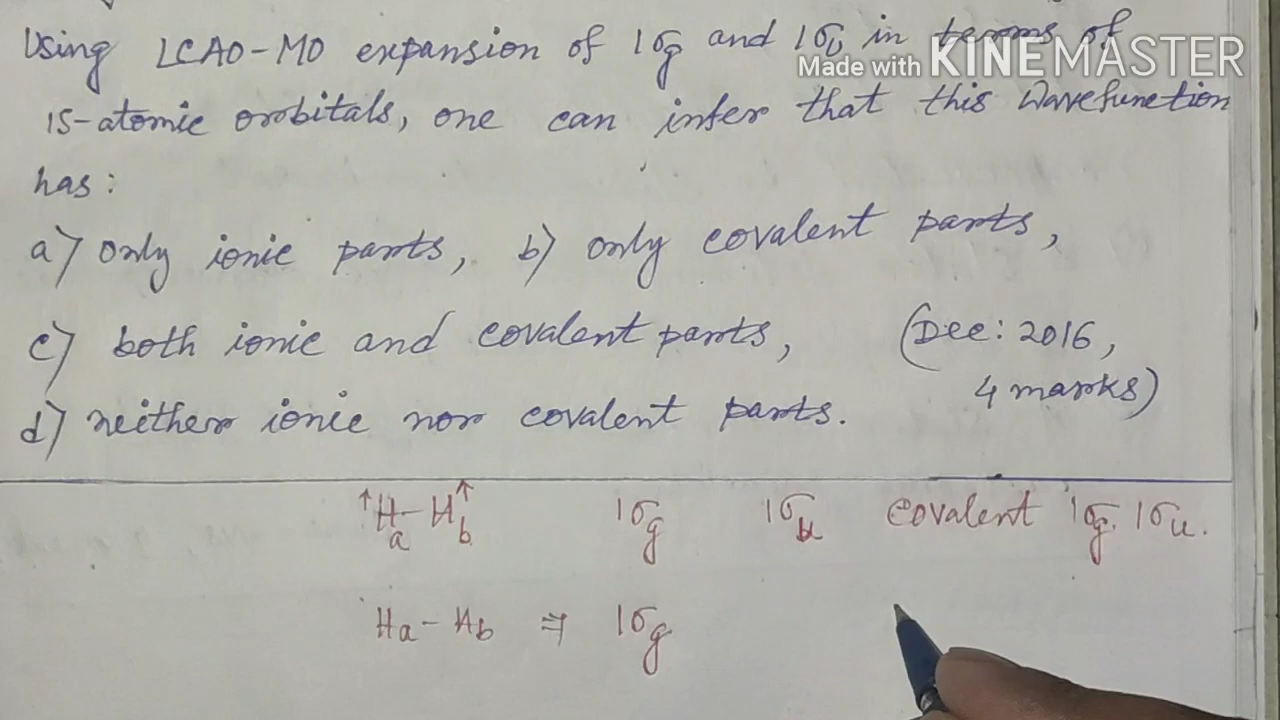 Using LCAO-MO expansion of 1σg and 1σu in terms of
Made with KINEMASTER
1S-atomic orbitals, one can infer that this Wavefunction
has:
a) only ionic parts, b) only covalent parts,
c) both ionic and covalent parts, (Dec: 2016,
4 marks)
d) neither ionic nor covalent parts.
↑Ha - Hb↑ 1σg 1σu covalent 1σg. 1σu.
Ha - Hb ⇒ 1σg